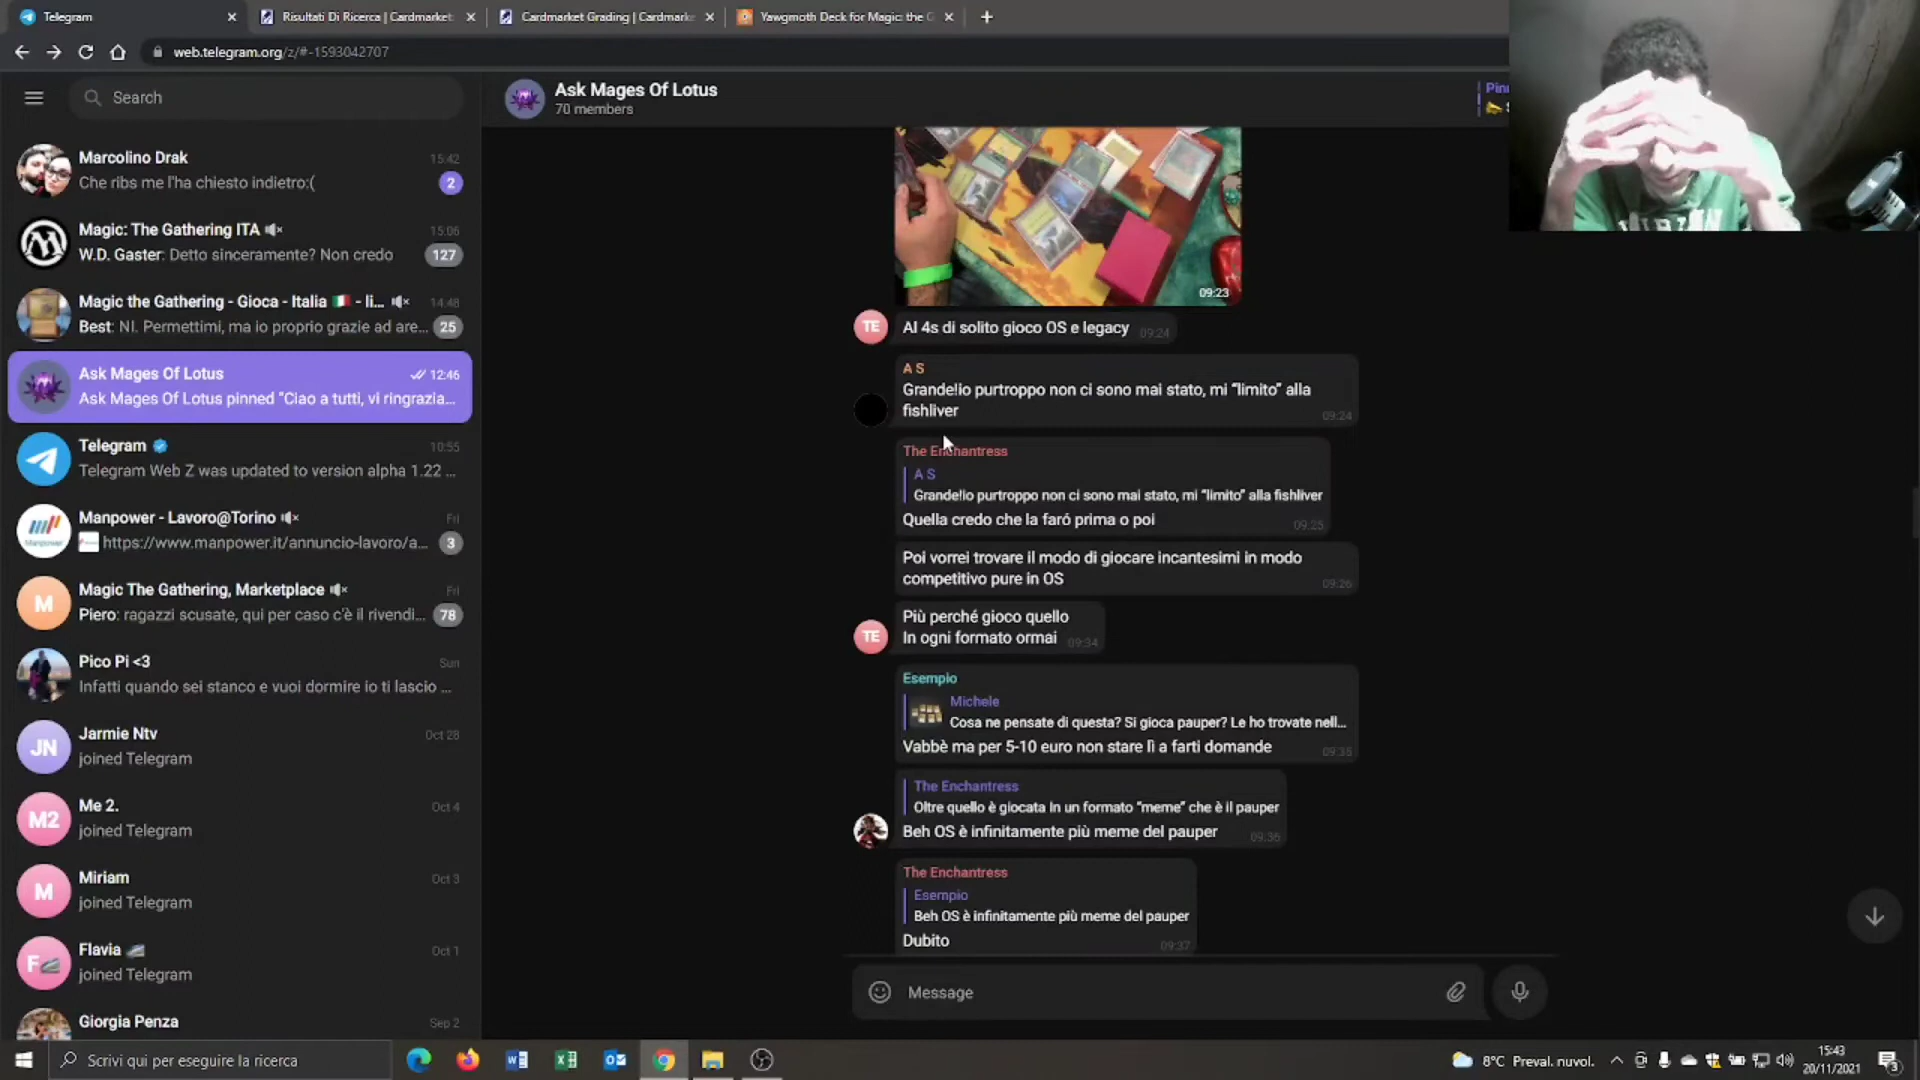 Telegram
Risultati Di Ricerca | Cardmarket
Cardmarket Grading | Cardmarke
Yawgmoth Deck for Magic: the G
web.telegram.org/z/#-1593042707
Search
Marcolino Drak
15:42
Che ribs me l'ha chiesto indietro:(
2
Magic: The Gathering ITA
15:06
W.D. Gaster: Detto sinceramente? Non credo
127
Magic the Gathering - Gioca - Italia 🇮🇹 - li...
14:48
Best: NI. Permettimi, ma io proprio grazie ad are...
25
Ask Mages Of Lotus
12:46
Ask Mages Of Lotus pinned "Ciao a tutti, vi ringrazia...
Telegram
10:55
Telegram Web Z was updated to version alpha 1.22 ...
Manpower - Lavoro@Torino
Fri
https://www.manpower.it/annuncio-lavoro/a...
3
Manpower
Magic The Gathering, Marketplace
Fri
M
Piero: ragazzi scusate, qui per caso c'è il rivendi...
78
Pico Pi <3
Sun
Infatti quando sei stanco e vuoi dormire io ti lascio ...
JN
Jarmie Ntv
Oct 28
joined Telegram
M2
Me 2.
Oct 4
joined Telegram
M
Miriam
Oct 3
joined Telegram
F
Flavia
Oct 1
joined Telegram
Giorgia Penza
Sep 2
Ask Mages Of Lotus
70 members
Pin
09:23
TE
Al 4s di solito gioco OS e legacy
09:24
A S
Grande!io purtroppo non ci sono mai stato, mi "limito" alla
fishliver
09:24
The Enchantress
A S
Grande!io purtroppo non ci sono mai stato, mi "limito" alla fishliver
Quella credo che la faró prima o poi
09:25
Poi vorrei trovare il modo di giocare incantesimi in modo
competitivo pure in OS
09:26
Più perché gioco quello
In ogni formato ormai
09:34
TE
Esempio
Michele
Cosa ne pensate di questa? Si gioca pauper? Le ho trovate nell...
Vabbè ma per 5-10 euro non stare lì a farti domande
09:35
The Enchantress
Oltre quello è giocata In un formato "meme" che è il pauper
Beh OS è infinitamente più meme del pauper
09:36
The Enchantress
Esempio
Beh OS è infinitamente più meme del pauper
Dubito
09:37
Message
Scrivi qui per eseguire la ricerca
8°C Preval. nuvol.
15:43
20/11/2021
3